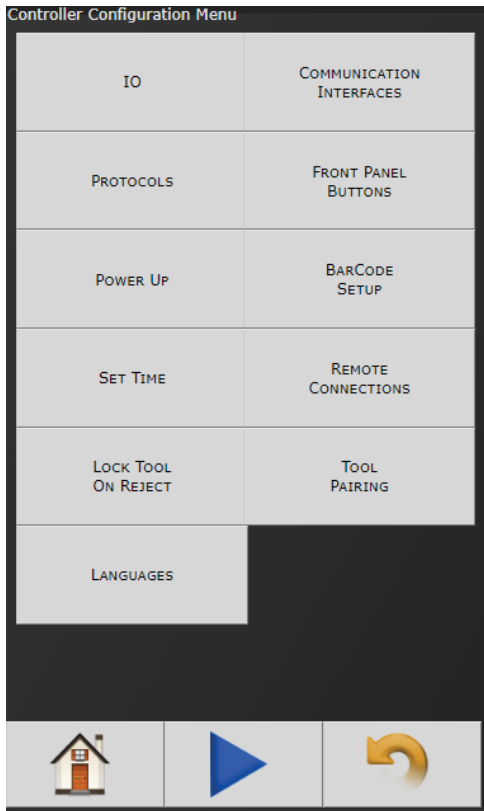 Controller Configuration Menu
IO
Communication
Interfaces
Protocols
Front Panel
Buttons
Power Up
BarCode
Setup
Set Time
Remote
Connections
Lock Tool
On Reject
Tool
Pairing
Languages